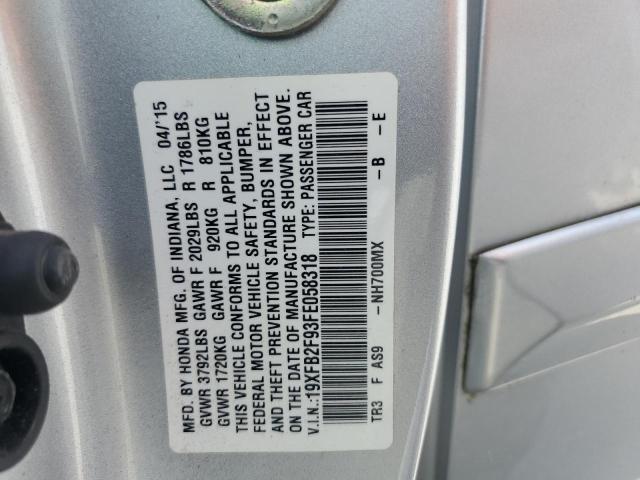 MFD. BY HONDA MFG. OF INDIANA, LLC 04/'15
GVWR 3792LBS GAWR F 2029LBS R 1786LBS
GVWR 1720KG GAWR F 920KG R 810KG
THIS VEHICLE CONFORMS TO ALL APPLICABLE
FEDERAL MOTOR VEHICLE SAFETY, BUMPER,
AND THEFT PREVENTION STANDARDS IN EFFECT
ON THE DATE OF MANUFACTURE SHOWN ABOVE.
V.I.N.:19XFB2F93FE058318 TYPE: PASSENGER CAR
TR3 F AS9 -NH700MX -B -E